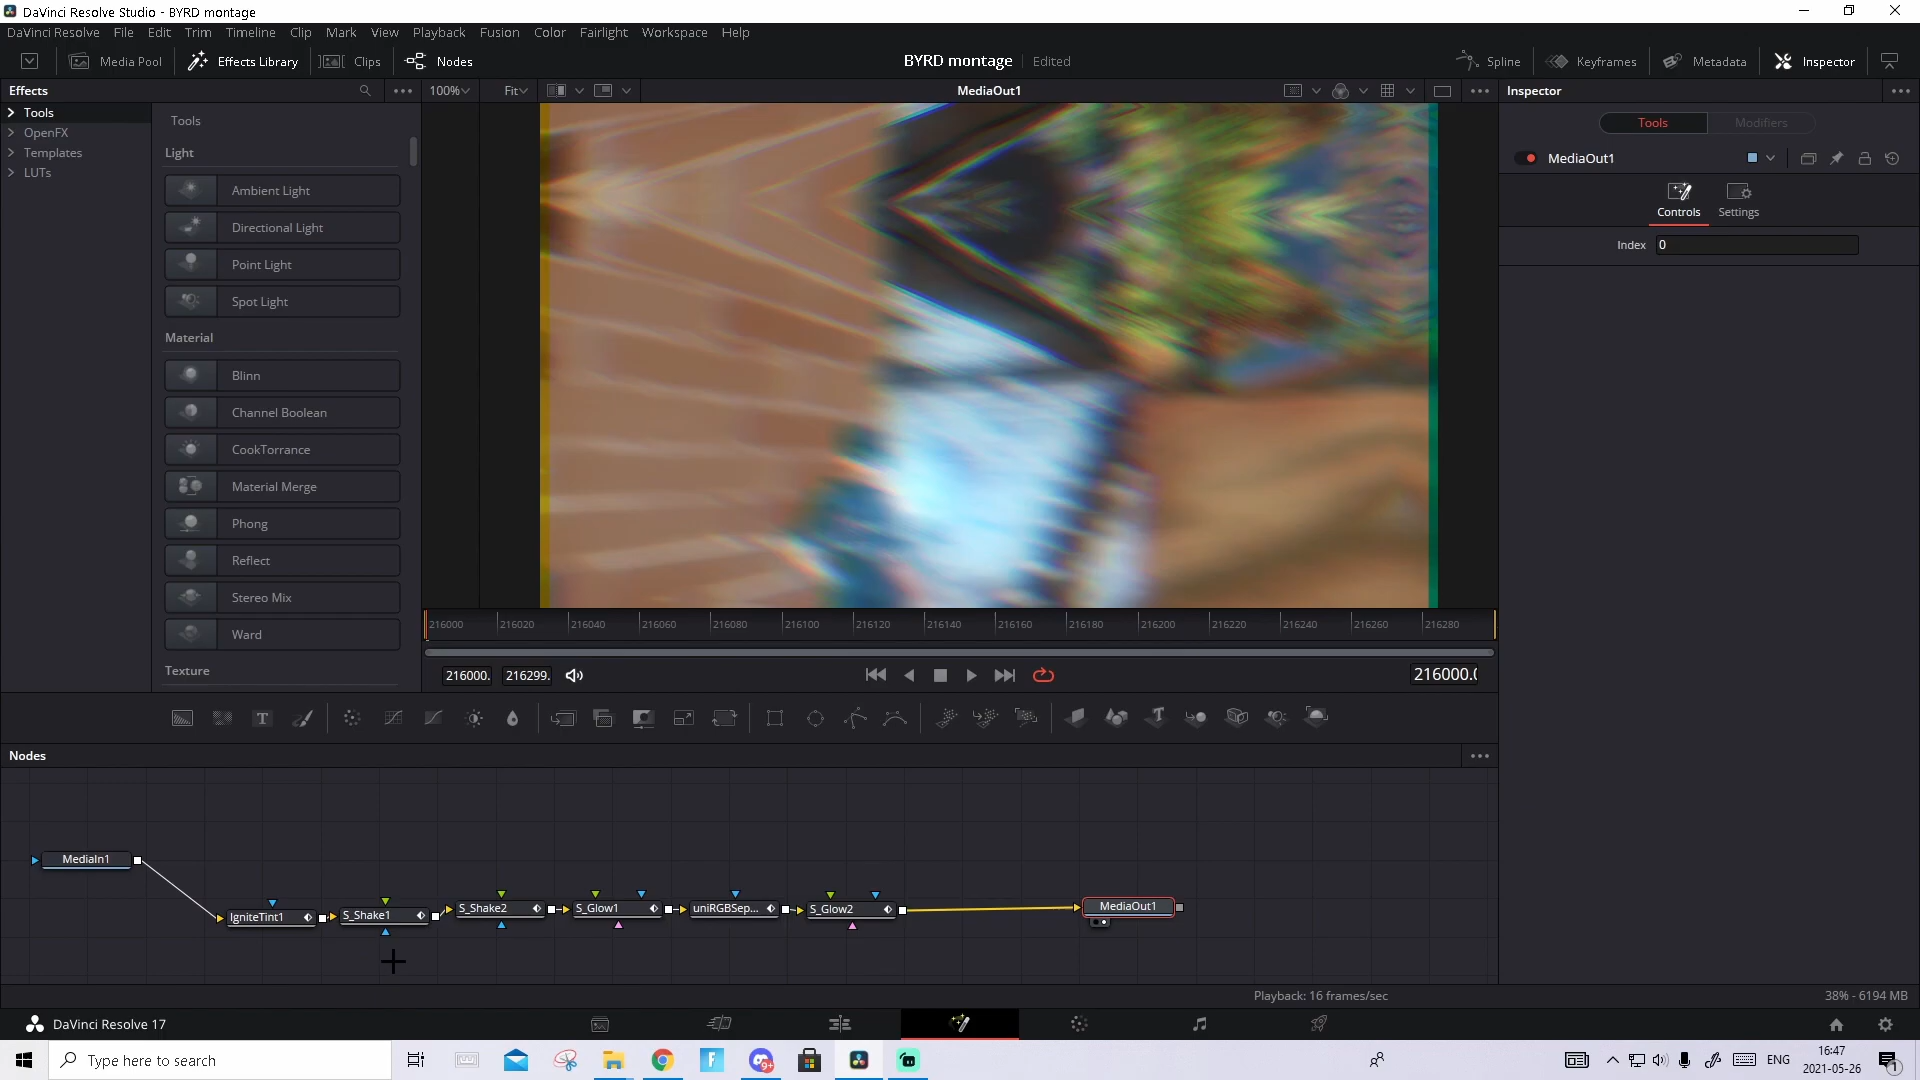 DaVinci Resolve Studio - BYRD montage
DaVinci Resolve File Edit Trim Timeline Clip Mark View Playback Fusion Color Fairlight Workspace Help
Media Pool Effects Library Clips Nodes BYRD montage Edited Spline Keyframes Metadata Inspector
Effects 100% Fit MediaOut1 Inspector
Tools
OpenFX
Templates
LUTs
Tools
Light
Ambient Light
Directional Light
Point Light
Spot Light
Material
Blinn
Channel Boolean
CookTorrance
Material Merge
Phong
Reflect
Stereo Mix
Ward
Texture
Tools Modifiers
MediaOut1
Controls Settings
Index 0
216000 216020 216040 216060 216080 216100 216120 216140 216160 216180 216200 216220 216240 216260 216280
216000. 216299. 216000.0
T
T
Nodes
MediaIn1
IgniteTint1 S_Shake1 S_Shake2 S_Glow1 uniRGBSep... S_Glow2 MediaOut1
Playback: 16 frames/sec 38% - 6194 MB
DaVinci Resolve 17
Type here to search
F
9+
ENG
16:47
2021-05-26
1